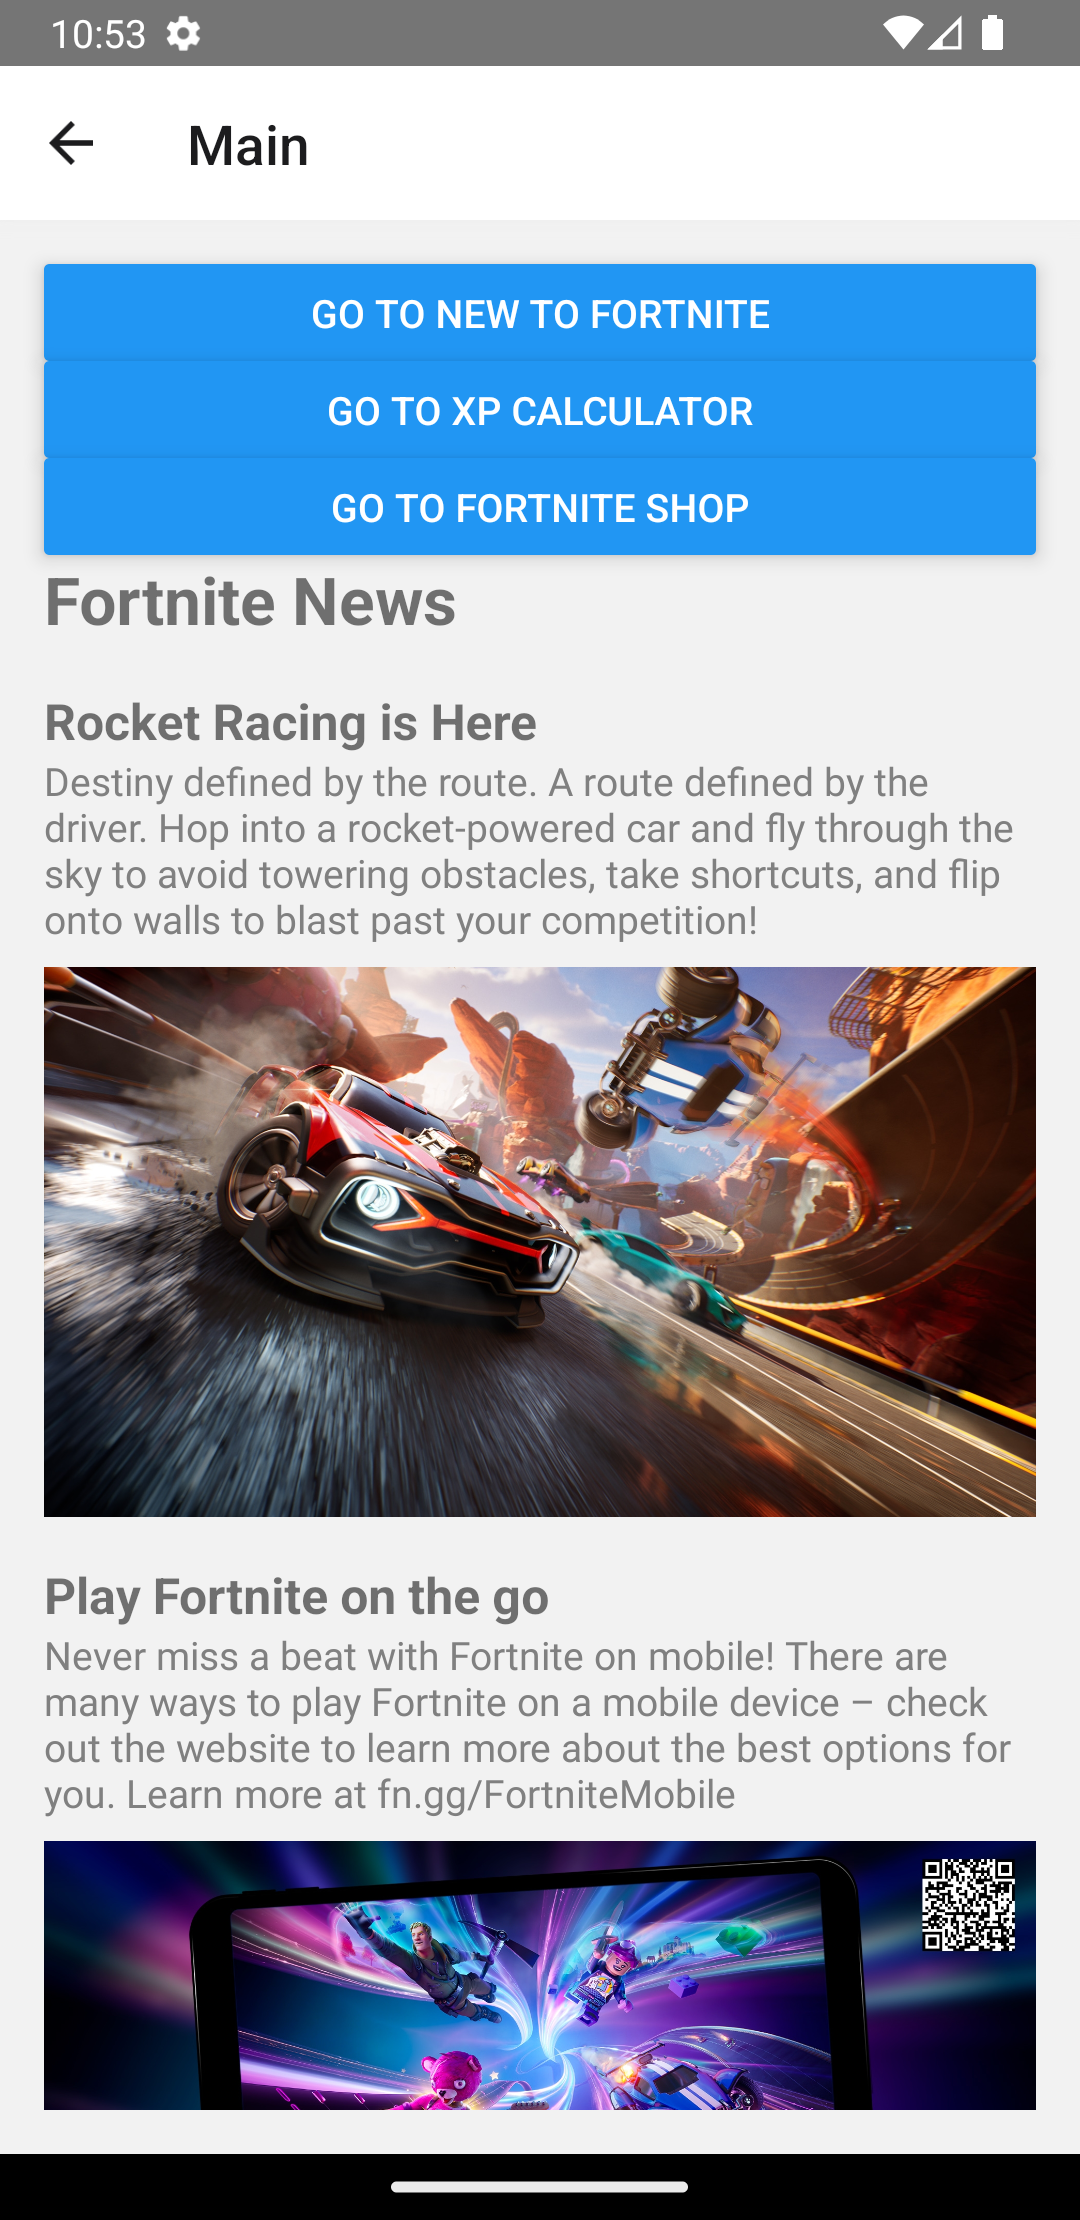 10:53
Main
GO TO NEW TO FORTNITE
GO TO XP CALCULATOR
GO TO FORTNITE SHOP
Fortnite News
Rocket Racing is Here
Destiny defined by the route. A route defined by the
driver. Hop into a rocket-powered car and fly through the
sky to avoid towering obstacles, take shortcuts, and flip
onto walls to blast past your competition!
Play Fortnite on the go
Never miss a beat with Fortnite on mobile! There are
many ways to play Fortnite on a mobile device – check
out the website to learn more about the best options for
you. Learn more at fn.gg/FortniteMobile